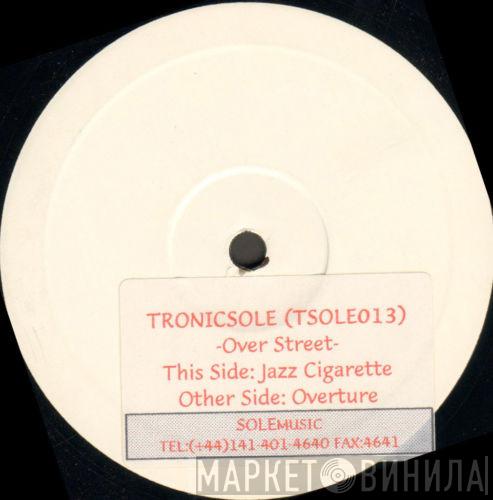 TRONICSOLE (TSOLE013)
-Over Street-
This Side: Jazz Cigarette
Other Side: Overture
SOLEMUSIC
TEL:(+44)141 401-4640 FAX:4641
МАРКЕТ ВИНИЛА